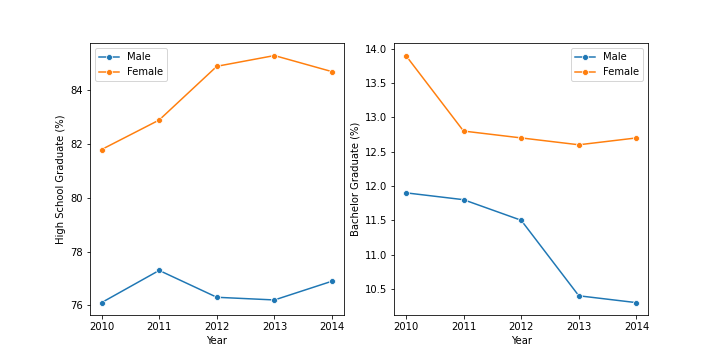 High School Graduate (%)
84
82
80
78
76
Male
Female
2010 2011 2012 2013 2014
Year
Bachelor Graduate (%)
14.0
13.5
13.0
12.5
12.0
11.5
11.0
10.5
Male
Female
2010 2011 2012 2013 2014
Year